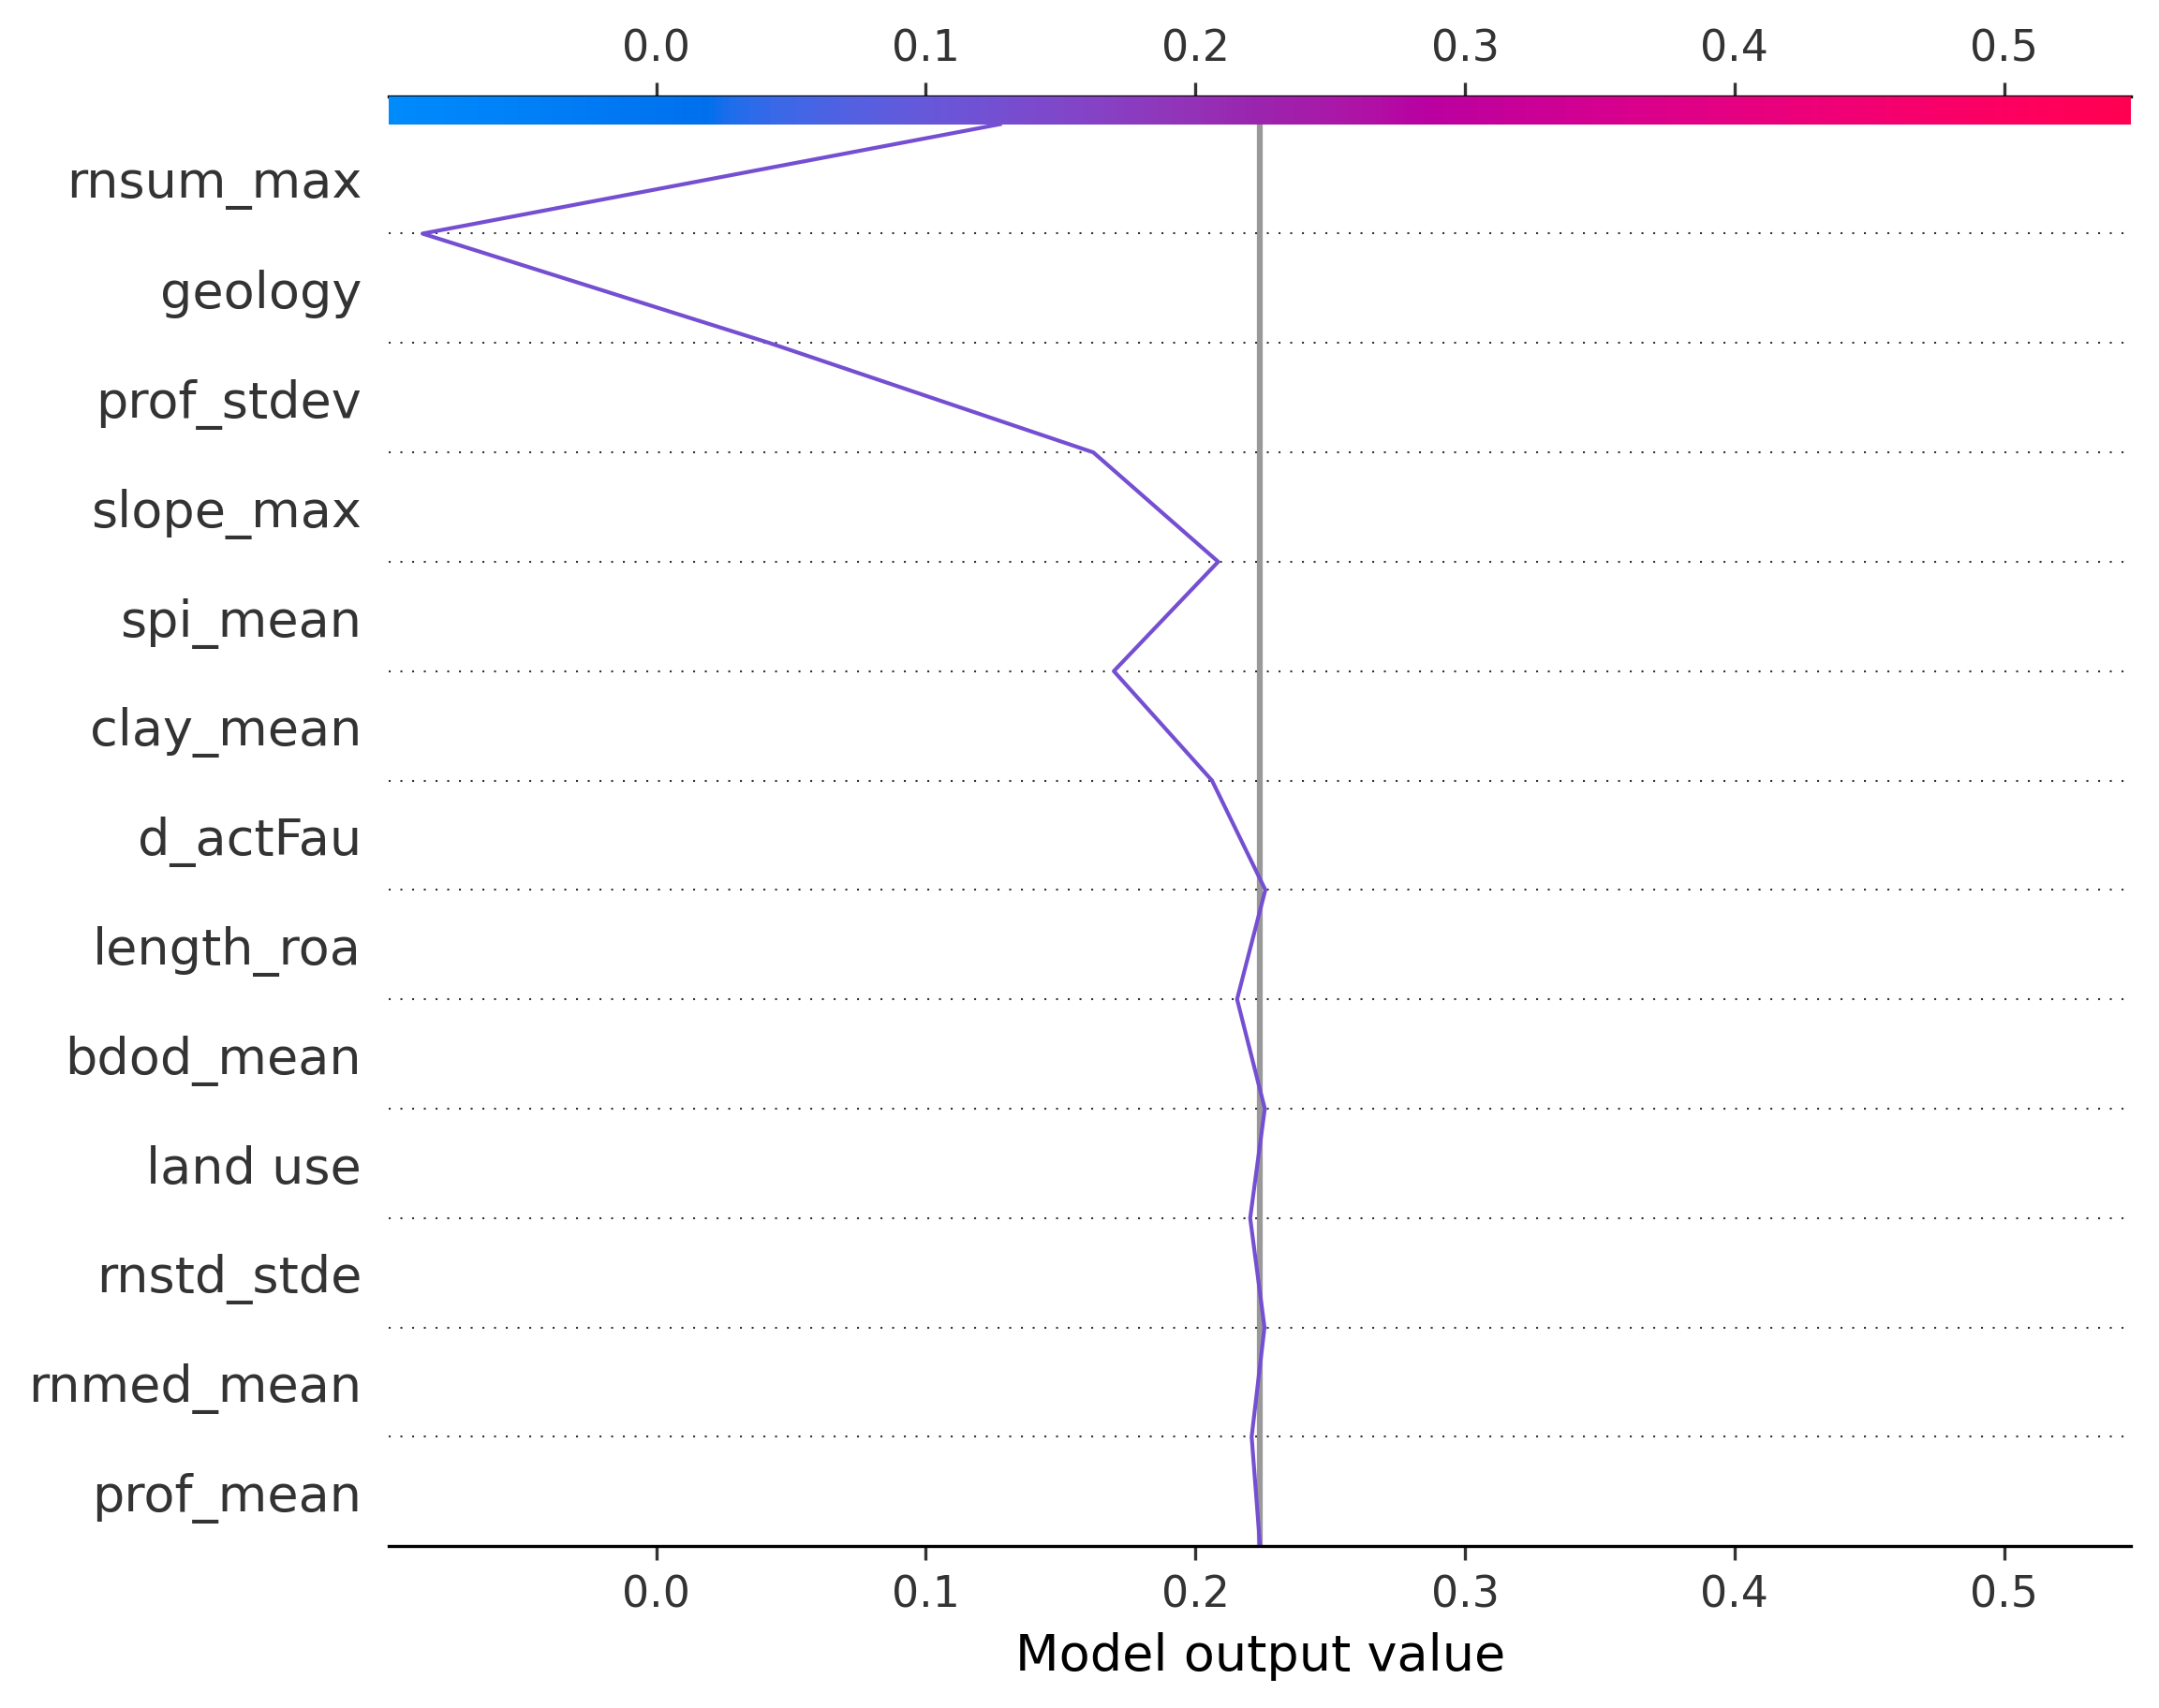 0.0 0.1 0.2 0.3 0.4 0.5
rnsum_max
geology
prof_stdev
slope_max
spi_mean
clay_mean
d_actFau
length_roa
bdod_mean
land use
rnstd_stde
rnmed_mean
prof_mean
0.0 0.1 0.2 0.3 0.4 0.5
Model output value